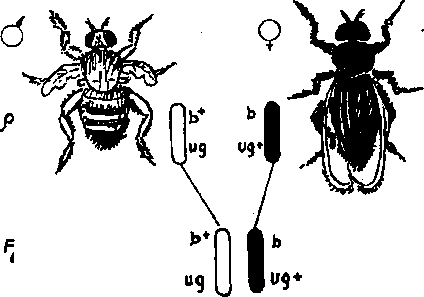 ♂ ♀
P b+ b
vg vg+
F1 b+ b
vg vg+